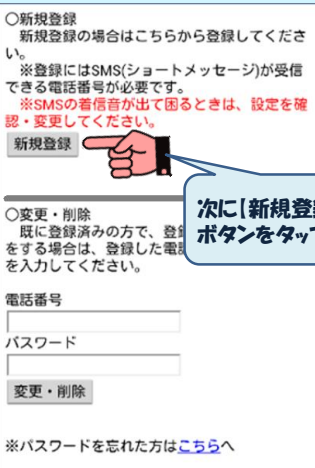 〇新規登録
新規登録の場合はこちらから登録してくださ
い。
※登録にはSMS(ショートメッセージ)が受信
できる電話番号が必要です。
※SMSの着信音が出て困るときは、設定を確
認・変更してください。
新規登録
次に【新規登録
ボタンをタッ
〇変更・削除
既に登録済みの方で、登
をする場合は、登録した電
を入力してください。
電話番号
パスワード
変更・削除
※パスワードを忘れた方はこちらへ